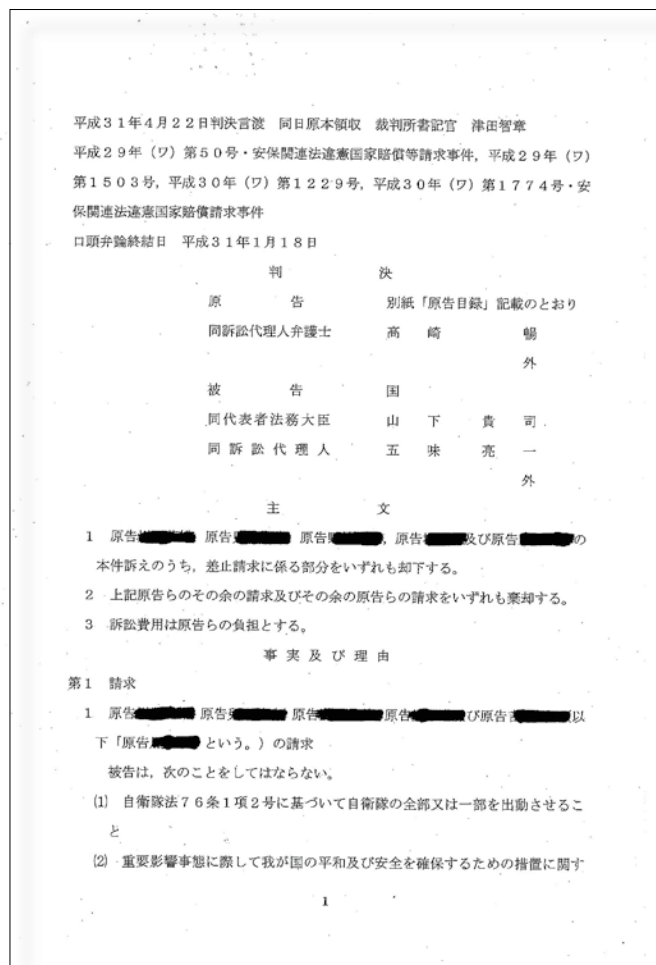 平成31年4月22日判決言渡 同日原本領収 裁判所書記官 津田智章
平成29年(ワ)第50号・安保関連法違憲国家賠償等請求事件,平成29年(ワ)
第1503号,平成30年(ワ)第1229号,平成30年(ワ)第1774号・安
保関連法違憲国家賠償請求事件
口頭弁論終結日 平成31年1月18日
判 決
原 告 別紙「原告目録」記載のとおり
同訴訟代理人弁護士 髙 崎 暢
外
被 告 国
同代表者法務大臣 山 下 貴 司
同訴訟代理人 五 味 亮 一
外
主 文
1 原告 原告 原告 ,原告 及び原告 の
本件訴えのうち,差止請求に係る部分をいずれも却下する。
2 上記原告らのその余の請求及びその余の原告らの請求をいずれも棄却する。
3 訴訟費用は原告らの負担とする。
事 実 及 び 理 由
第1 請求
1 原告 原告 原告 原告 び原告 以
下「原告 という。)の請求
被告は,次のことをしてはならない。
(1) 自衛隊法76条1項2号に基づいて自衛隊の全部又は一部を出動させるこ
と
(2) 重要影響事態に際して我が国の平和及び安全を確保するための措置に関す
1